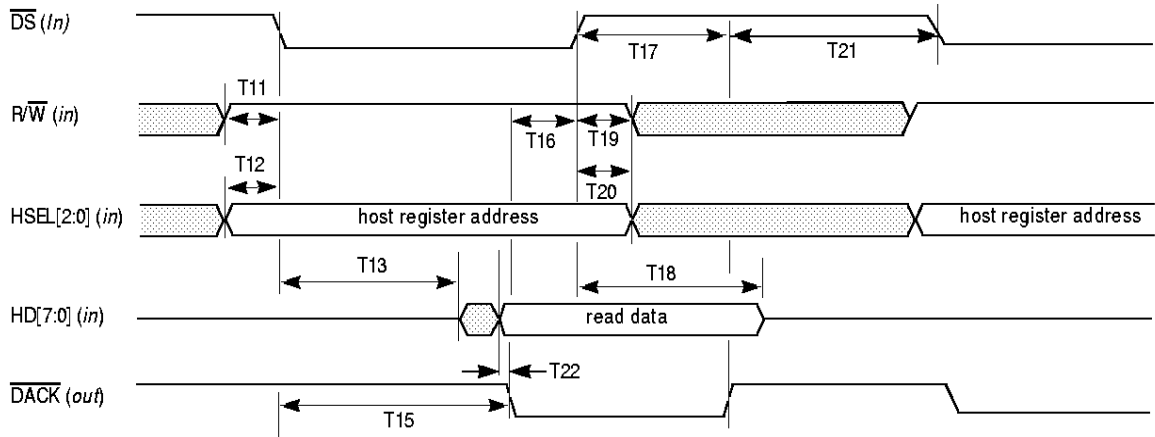 DS (In)
T17
T21
T11
R/W (in)
T16
T19
T12
T20
HSEL[2:0] (in)
host register address
host register address
T13
T18
HD[7:0] (in)
read data
T22
DACK (out)
T15